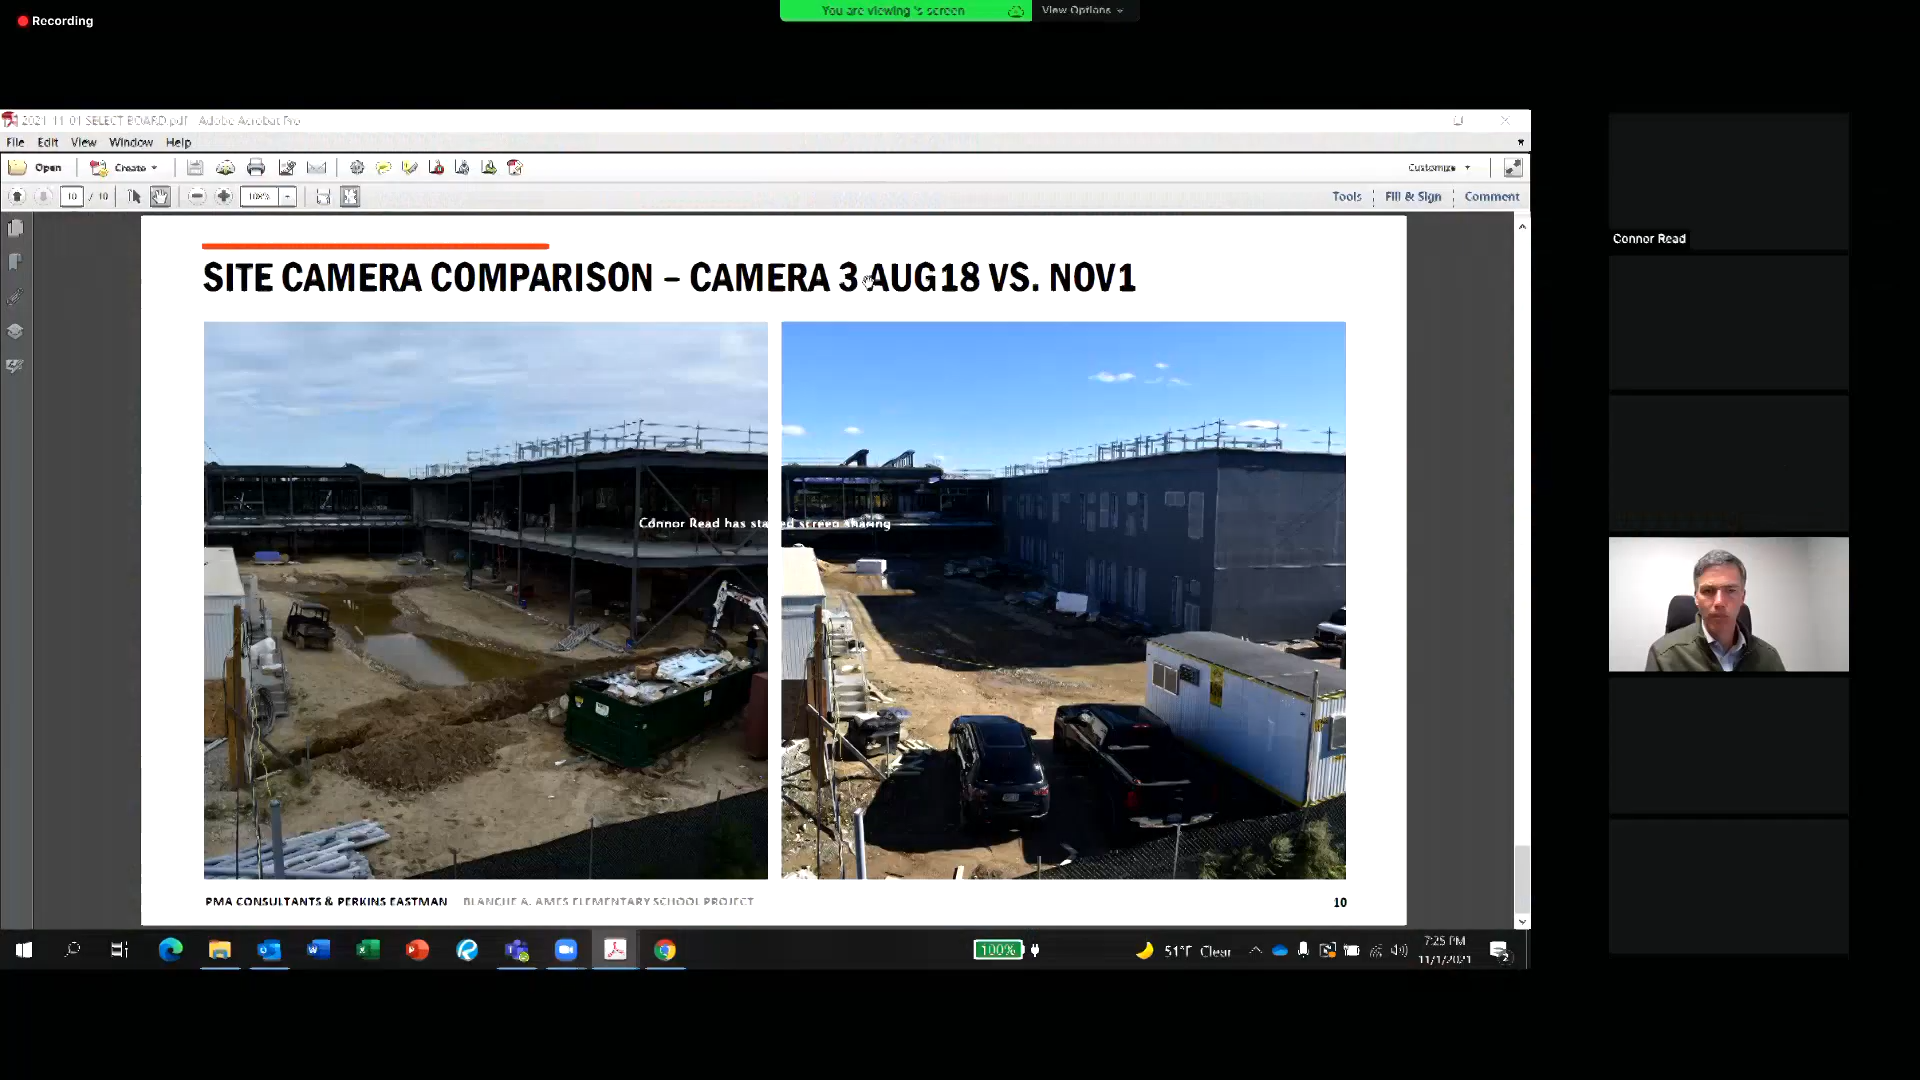 Recording
You are viewing 's screen
View Options
2021-11-01 SELECT BOARD.pdf - Adobe Acrobat Pro
File Edit View Window Help
Open Create Customize
10 / 10 108% Tools Fill & Sign Comment
SITE CAMERA COMPARISON – CAMERA 3 AUG18 VS. NOV1
Connor Read has started screen sharing
PMA CONSULTANTS & PERKINS EASTMAN BLANCHE A. AMES ELEMENTARY SCHOOL PROJECT 10
Connor Read
100% 51°F Clear 7:25 PM
11/1/2021
2